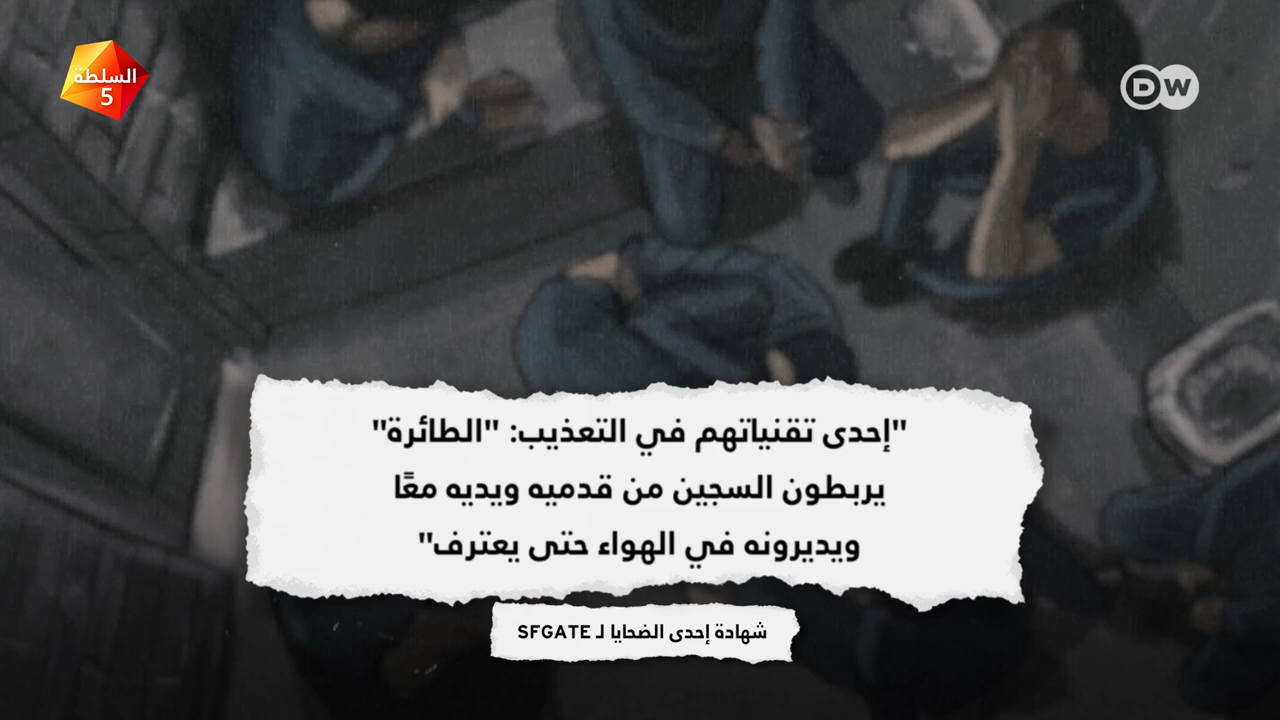 السلطة
5
DW
"إحدى تقنياتهم في التعذيب: "الطائرة"
يربطون السجين من قدميه ويديه معًا
ويديرونه في الهواء حتى يعترف"
شهادة إحدى الضحايا لـ SFGATE